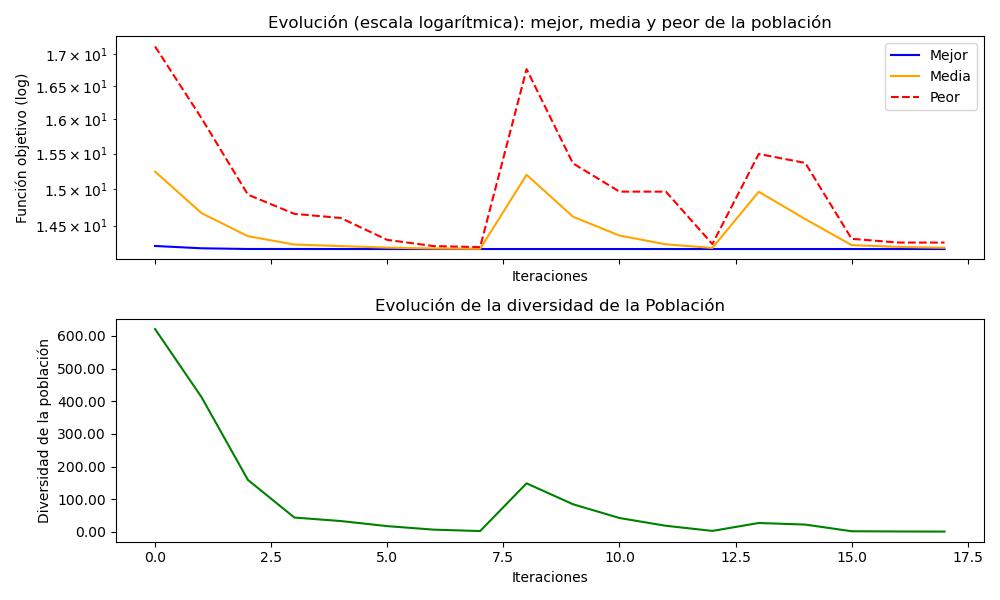 Evolución (escala logarítmica): mejor, media y peor de la población
Función objetivo (log)
1.7 × 10¹
1.65 × 10¹
1.6 × 10¹
1.55 × 10¹
1.5 × 10¹
1.45 × 10¹
Mejor
Media
Peor
Iteraciones
Evolución de la diversidad de la Población
Diversidad de la población
600.00
500.00
400.00
300.00
200.00
100.00
0.00
0.0 2.5 5.0 7.5 10.0 12.5 15.0 17.5
Iteraciones